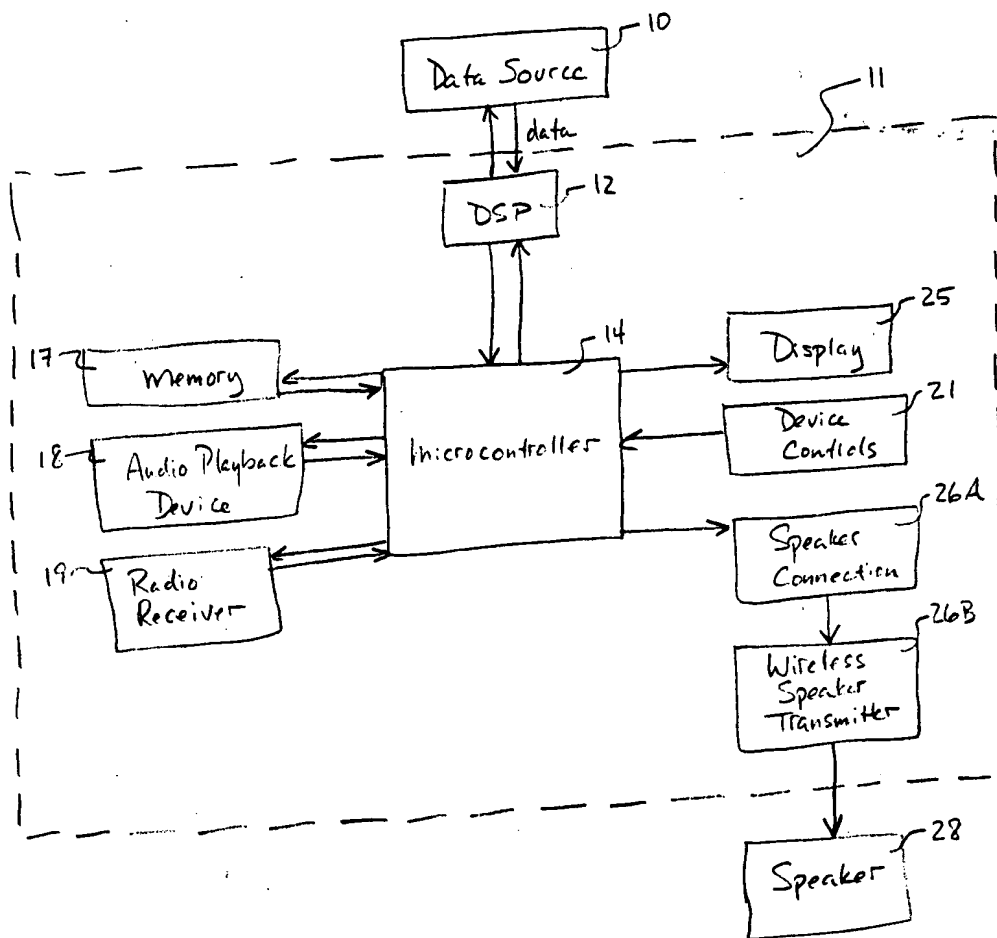 10
Data Source
11
data
12
DSP
25
14
Display
17
Memory
21
Device
Controls
Microcontroller
18
Audio Playback
Device
26A
Speaker
Connection
19
Radio
Receiver
26B
Wireless
Speaker
Transmitter
28
Speaker